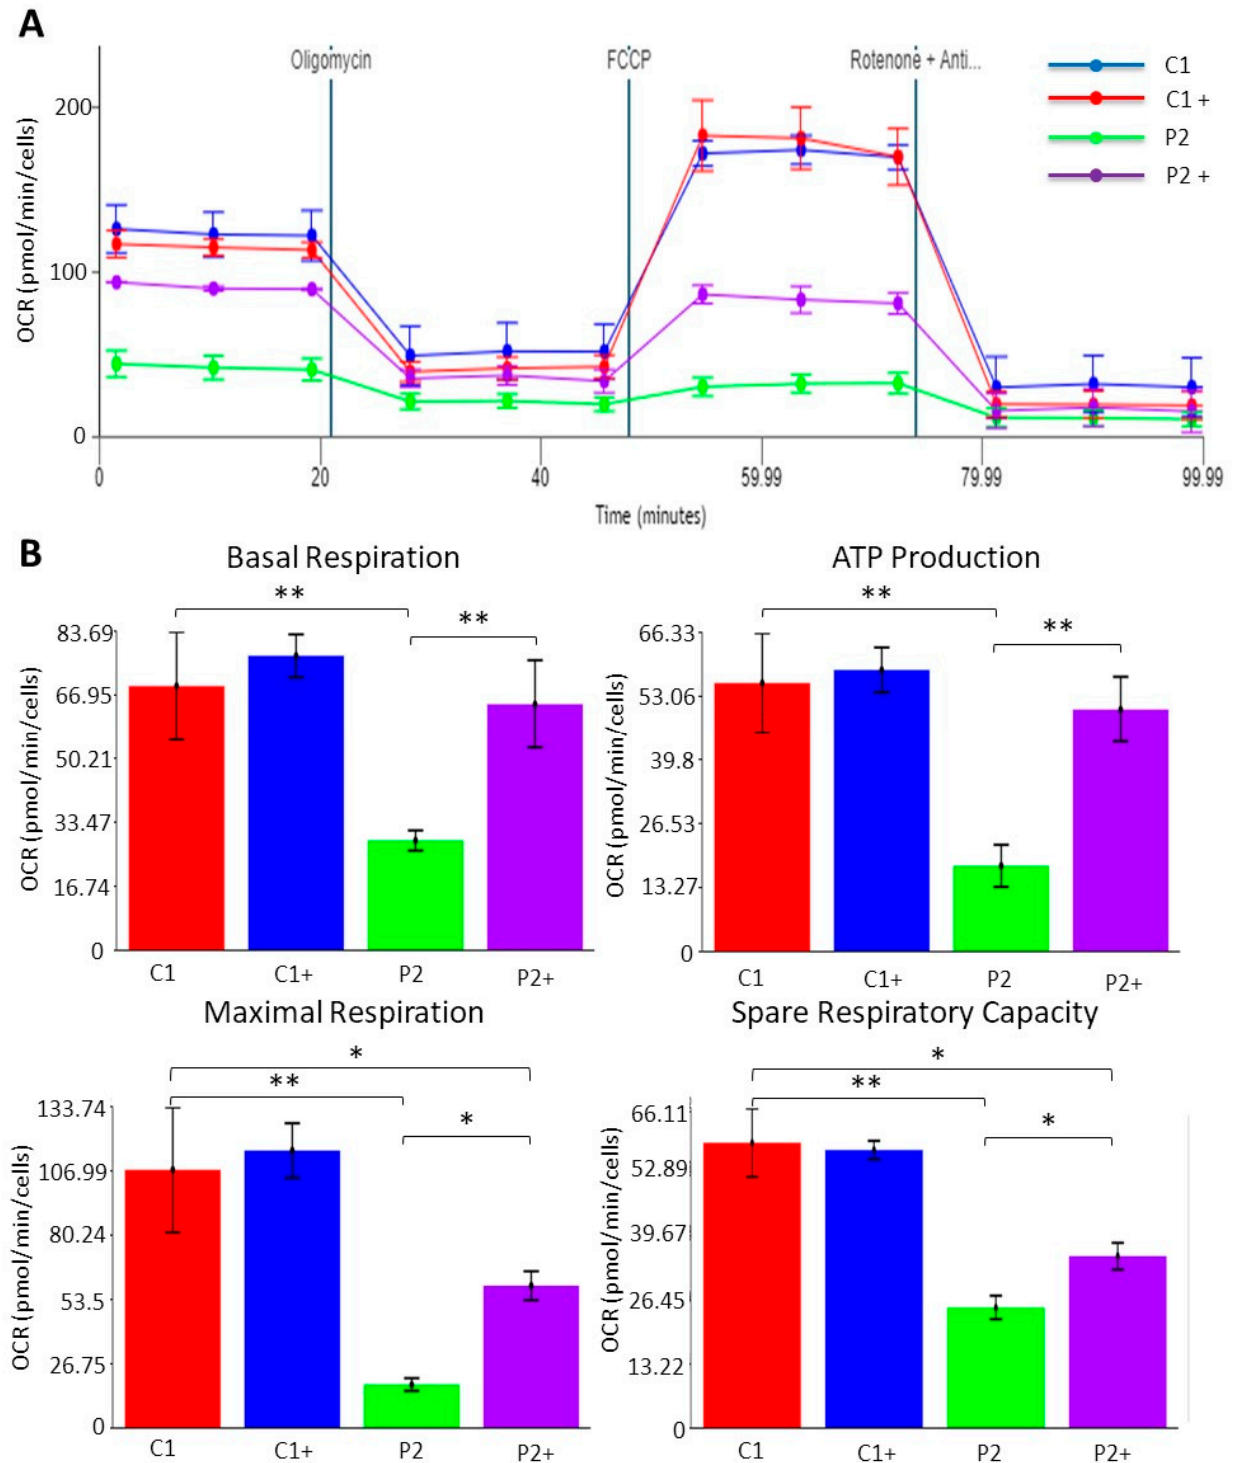 A
Oligomycin
FCCP
Rotenone + Anti...
C1
C1 +
P2
P2 +
OCR (pmol/min/cells)
200
100
0
0 20 40 59.99 79.99 99.99
Time (minutes)
B
Basal Respiration
** **
OCR (pmol/min/cells)
83.69
66.95
50.21
33.47
16.74
0
C1 C1+ P2 P2+
ATP Production
** **
OCR (pmol/min/cells)
66.33
53.06
39.8
26.53
13.27
0
C1 C1+ P2 P2+
Maximal Respiration
*
**
*
OCR (pmol/min/cells)
133.74
106.99
80.24
53.5
26.75
0
C1 C1+ P2 P2+
Spare Respiratory Capacity
*
**
*
OCR (pmol/min/cells)
66.11
52.89
39.67
26.45
13.22
0
C1 C1+ P2 P2+